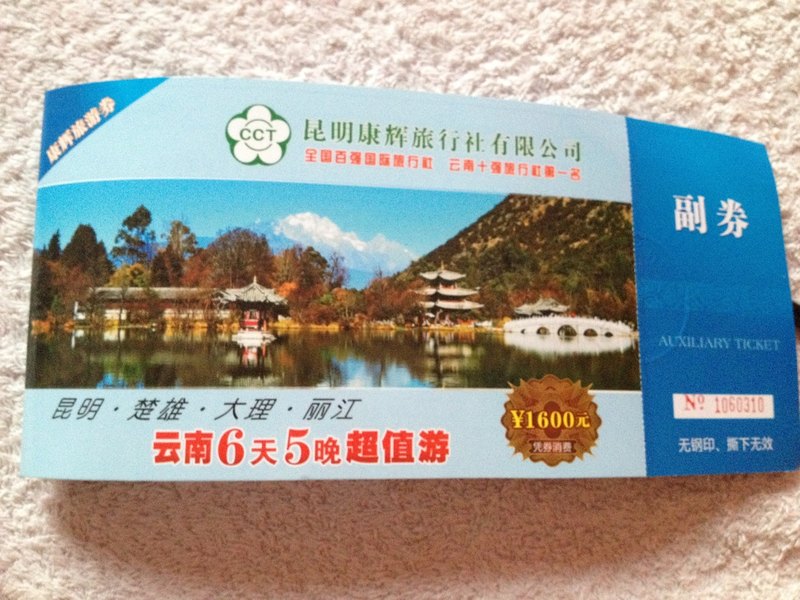 康辉旅游券
CCT
昆明康辉旅行社有限公司
全国百强国际旅行社 云南十强旅行社第一名
副券
AUXILIARY TICKET
Nº 1060310
无钢印、撕下无效
昆明·楚雄·大理·丽江
云南6天5晚超值游
¥1600元
凭券消费